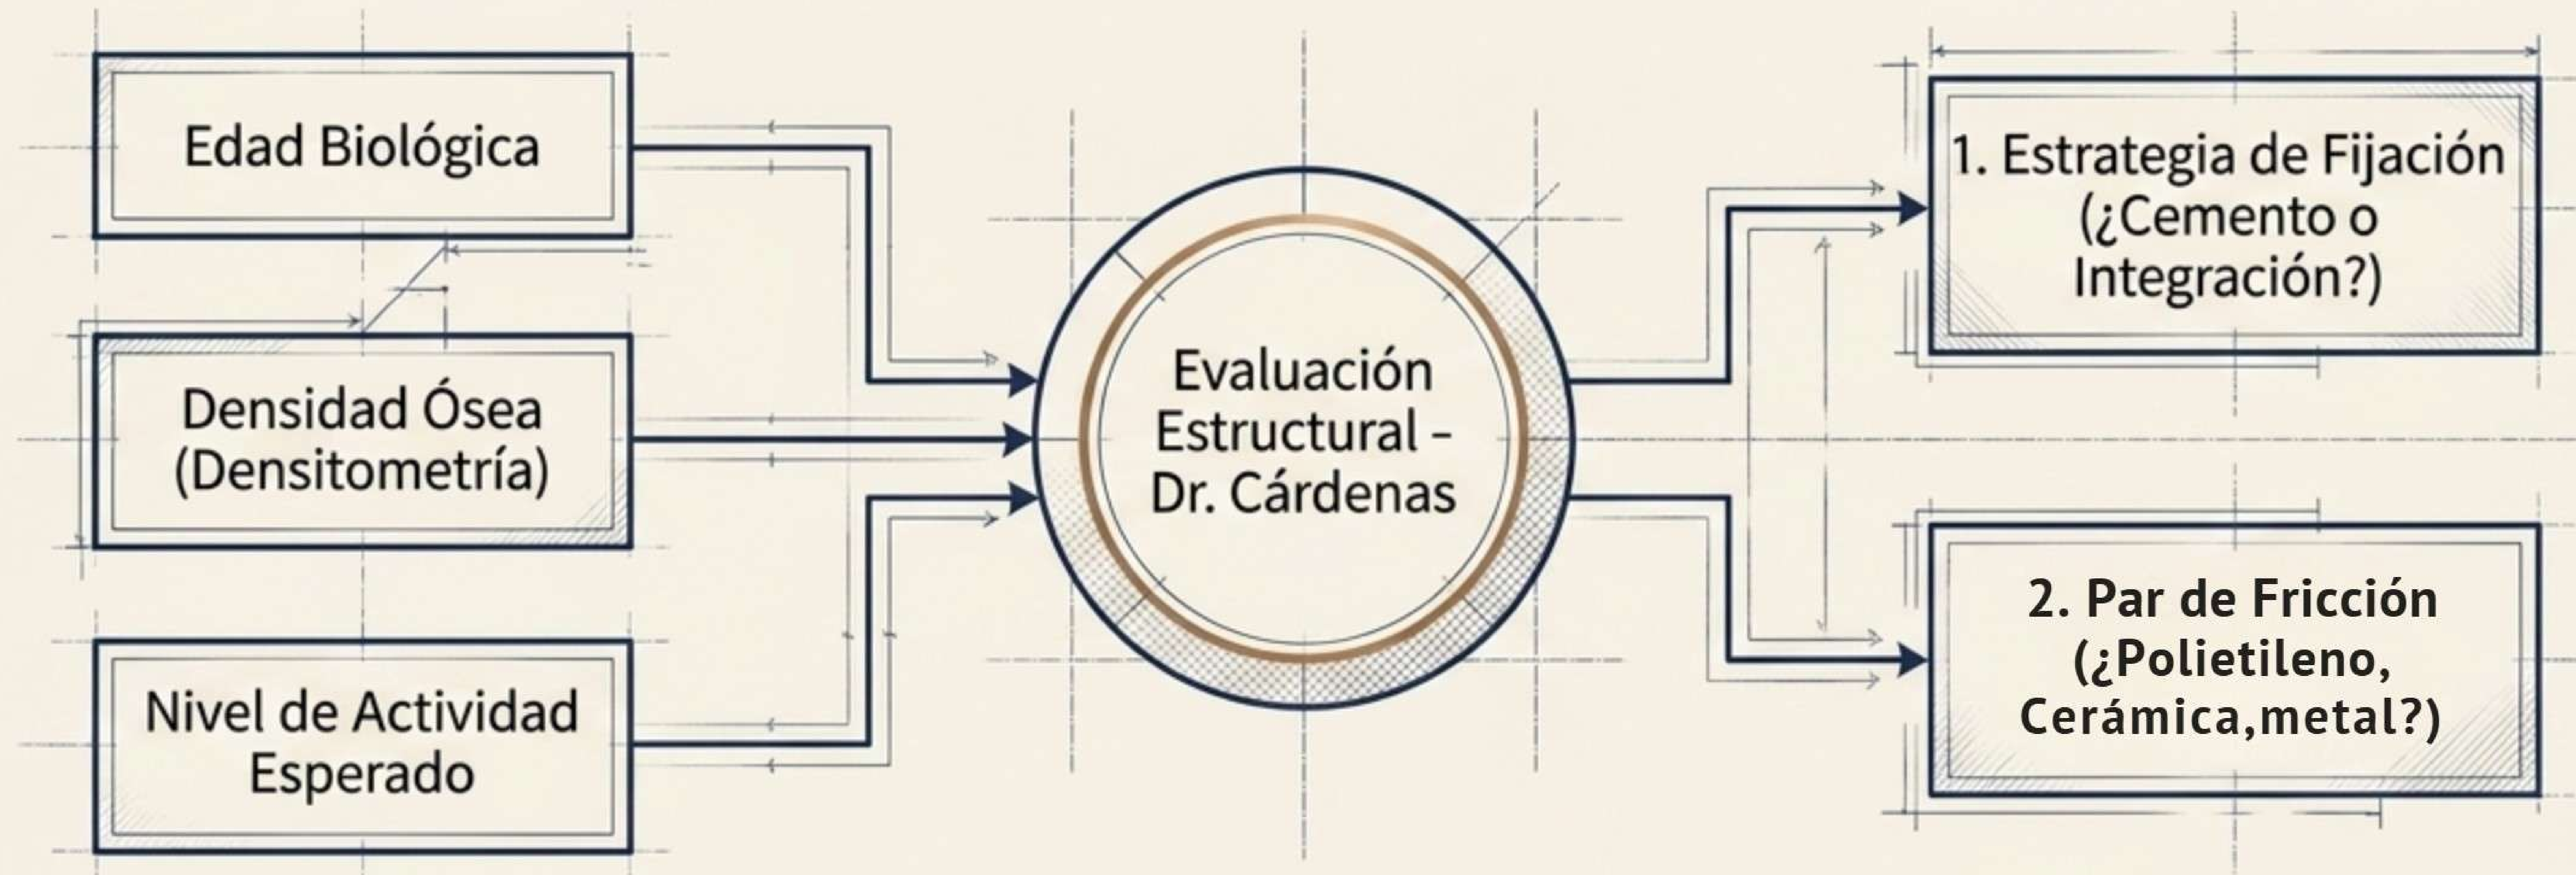 Edad Biológica
Densidad Ósea
(Densitometría)
Nivel de Actividad
Esperado
Evaluación
Estructural -
Dr. Cárdenas
1. Estrategia de Fijación
(¿Cemento o
Integración?)
2. Par de Fricción
(¿Polietileno,
Cerámica,metal?)